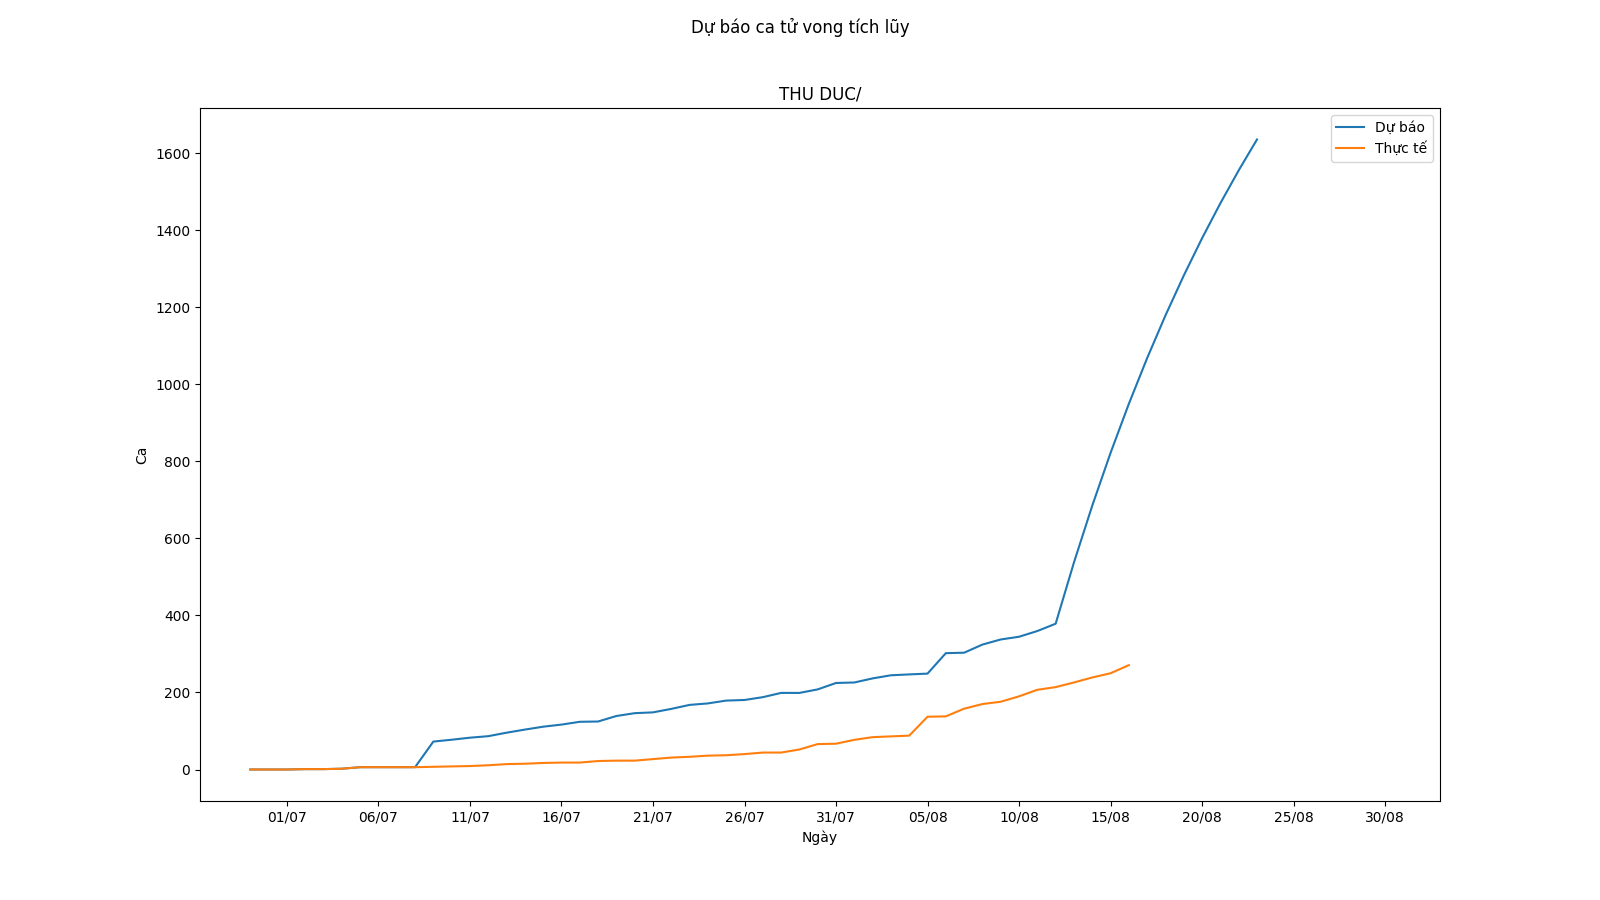 Dự báo ca tử vong tích lũy
THU DUC/
Dự báo
Thực tế
1600
1400
1200
1000
800
600
400
200
0
Ca
01/07 06/07 11/07 16/07 21/07 26/07 31/07 05/08 10/08 15/08 20/08 25/08 30/08
Ngày